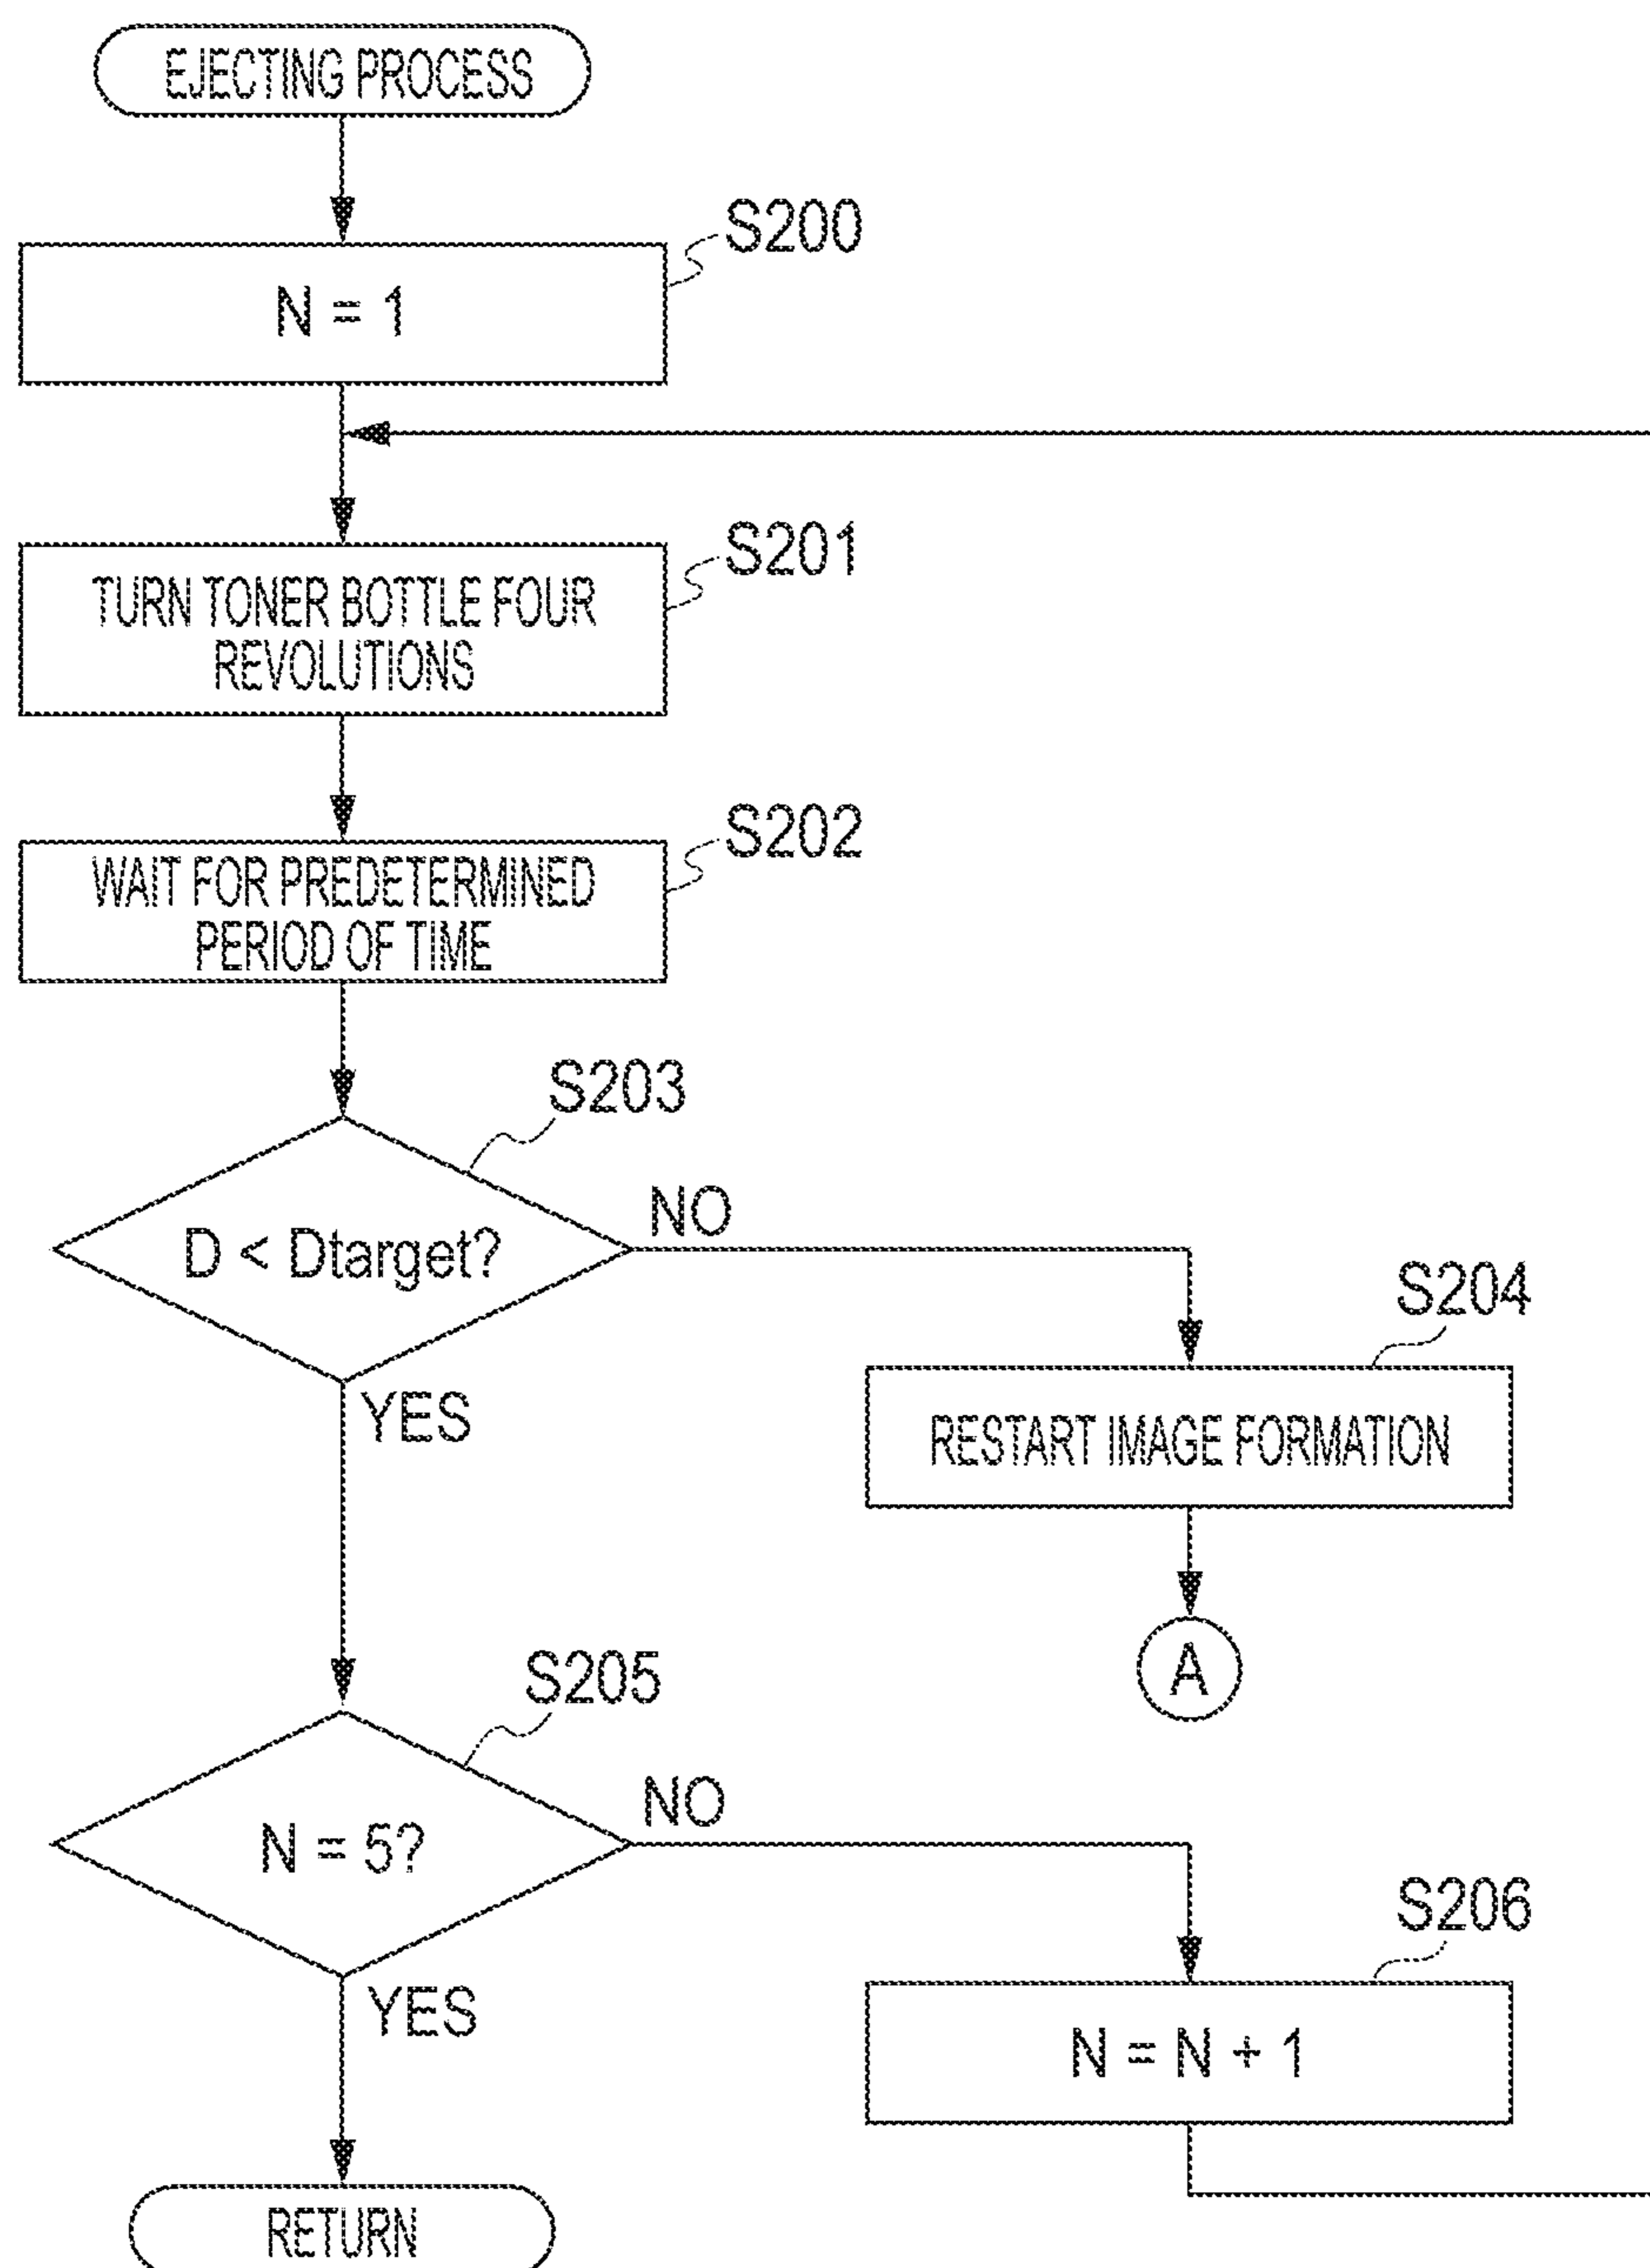 EJECTING PROCESS
S200
N = 1
S201
TURN TONER BOTTLE FOUR
REVOLUTIONS
S202
WAIT FOR PREDETERMINED
PERIOD OF TIME
S203
D < Dtarget?
NO
YES
S204
RESTART IMAGE FORMATION
A
S205
N = 5?
NO
YES
S206
N = N + 1
RETURN